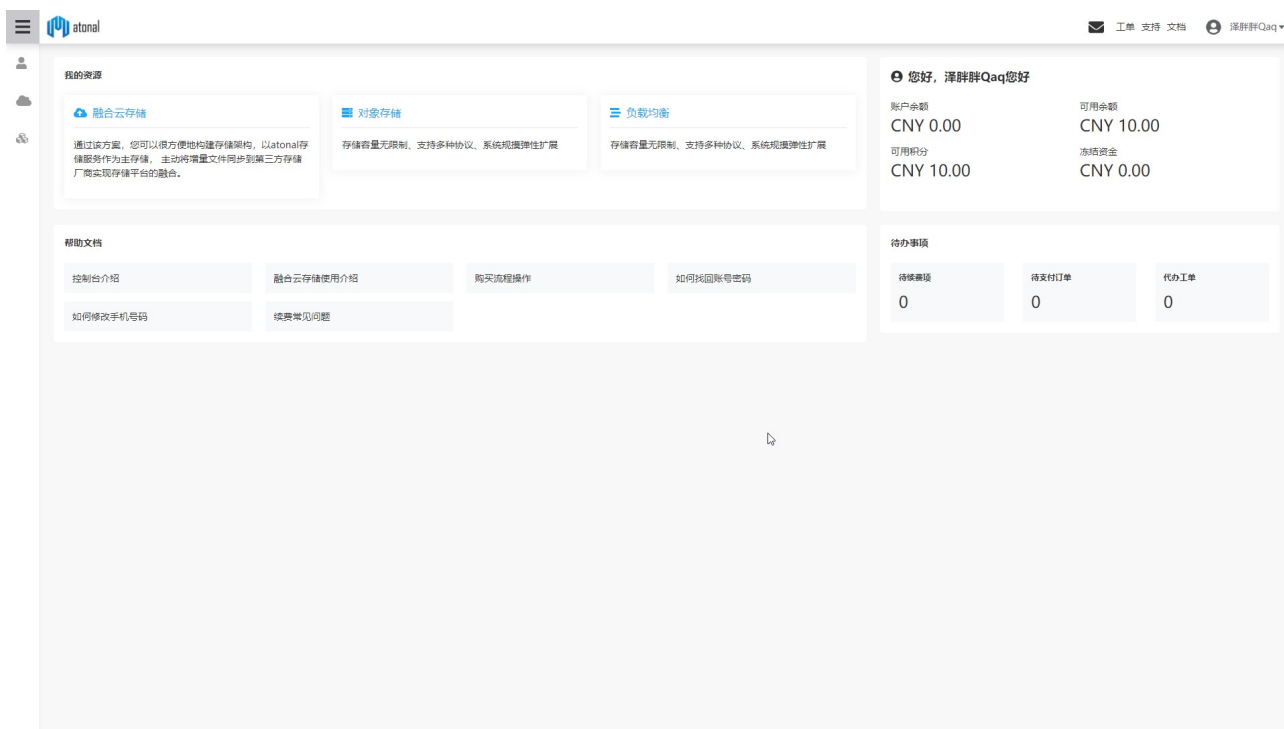 atonal
工单 支持 文档 泽胖胖Qaq
我的资源
融合云存储
通过该方案，您可以很方便地构建存储架构，以atonal存
储服务作为主存储， 主动将增量文件同步到第三方存储
厂商实现存储平台的融合。
对象存储
存储容量无限制、支持多种协议、系统规摸弹性扩展
负载均衡
存储容量无限制、支持多种协议、系统规摸弹性扩展
您好，泽胖胖Qaq您好
账户余额
CNY 0.00
可用余额
CNY 10.00
可用积分
CNY 10.00
冻结资金
CNY 0.00
帮助文档
控制台介绍
融合云存储使用介绍
购买流程操作
如何找回账号密码
如何修改手机号码
续费常见问题
待办事项
待续费项
0
待支付订单
0
代办工单
0